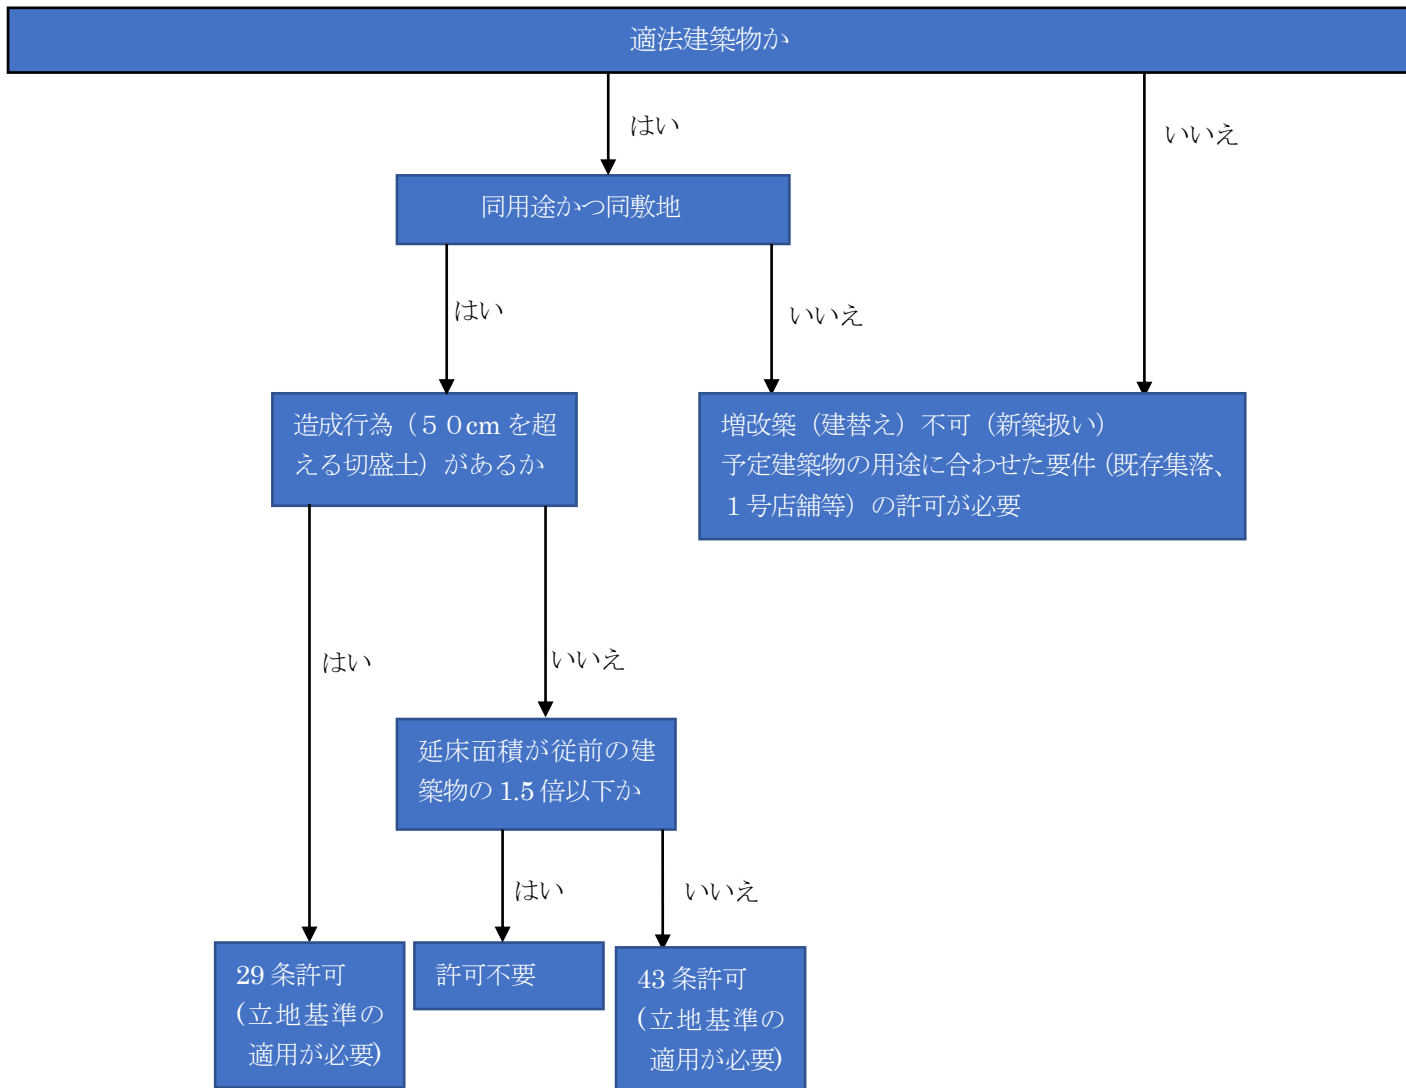 適法建築物か
はい
いいえ
同用途かつ同敷地
はい
いいえ
造成行為（５０cmを超
える切盛土）があるか
増改築（建替え）不可（新築扱い）
予定建築物の用途に合わせた要件（既存集落、
１号店舗等）の許可が必要
はい
いいえ
延床面積が従前の建
築物の 1.5 倍以下か
はい
いいえ
29 条許可
（立地基準の
適用が必要）
許可不要
43 条許可
（立地基準の
適用が必要）